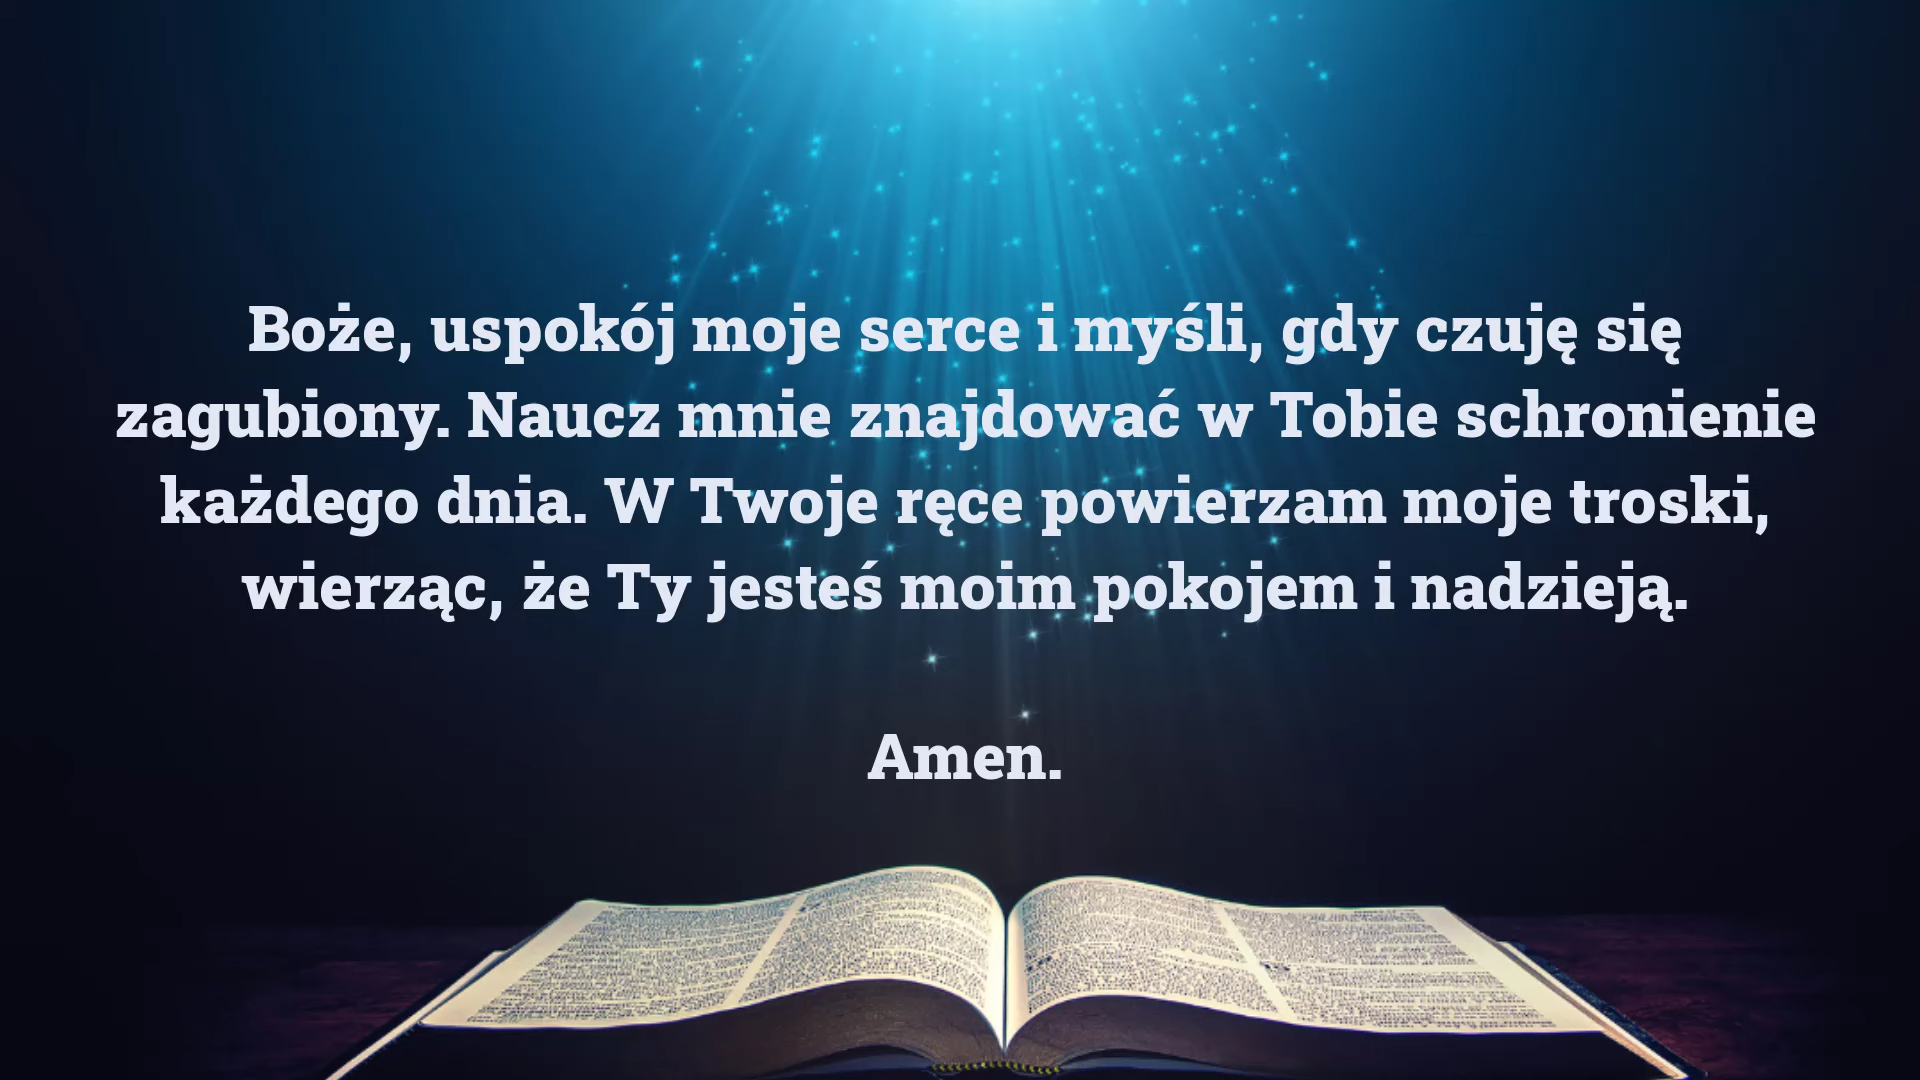 Boże, uspokój moje serce i myśli, gdy czuję się
zagubiony. Naucz mnie znajdować w Tobie schronienie
każdego dnia. W Twoje ręce powierzam moje troski,
wierząc, że Ty jesteś moim pokojem i nadzieją.
Amen.